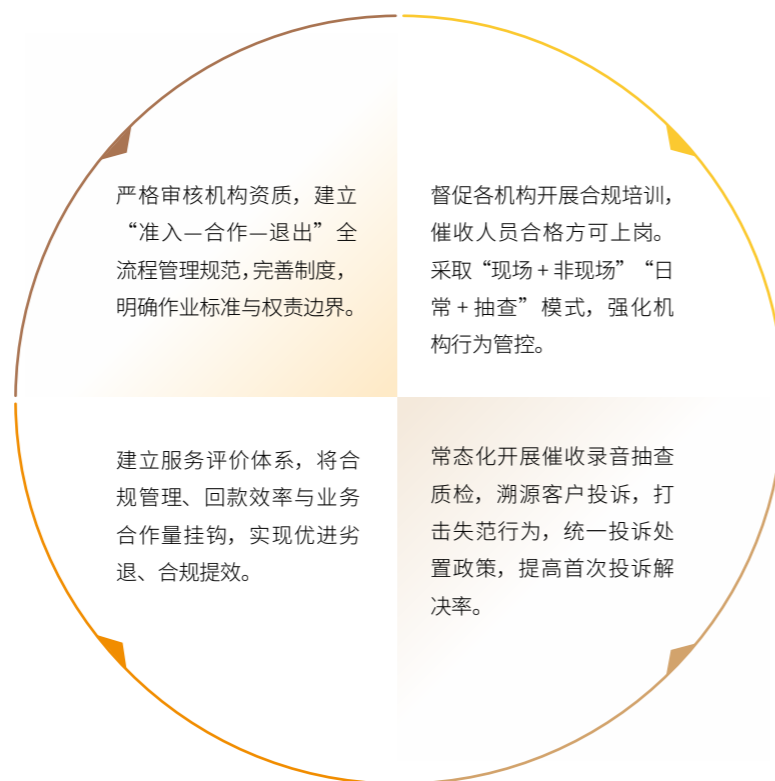 严格审核机构资质，建立
“准入—合作—退出”全
流程管理规范，完善制度，
明确作业标准与权责边界。
督促各机构开展合规培训，
催收人员合格方可上岗。
采取“现场 + 非现场”“日
常 + 抽查”模式，强化机
构行为管控。
建立服务评价体系，将合
规管理、回款效率与业务
合作量挂钩，实现优进劣
退、合规提效。
常态化开展催收录音抽查
质检，溯源客户投诉，打
击失范行为，统一投诉处
置政策，提高首次投诉解
决率。